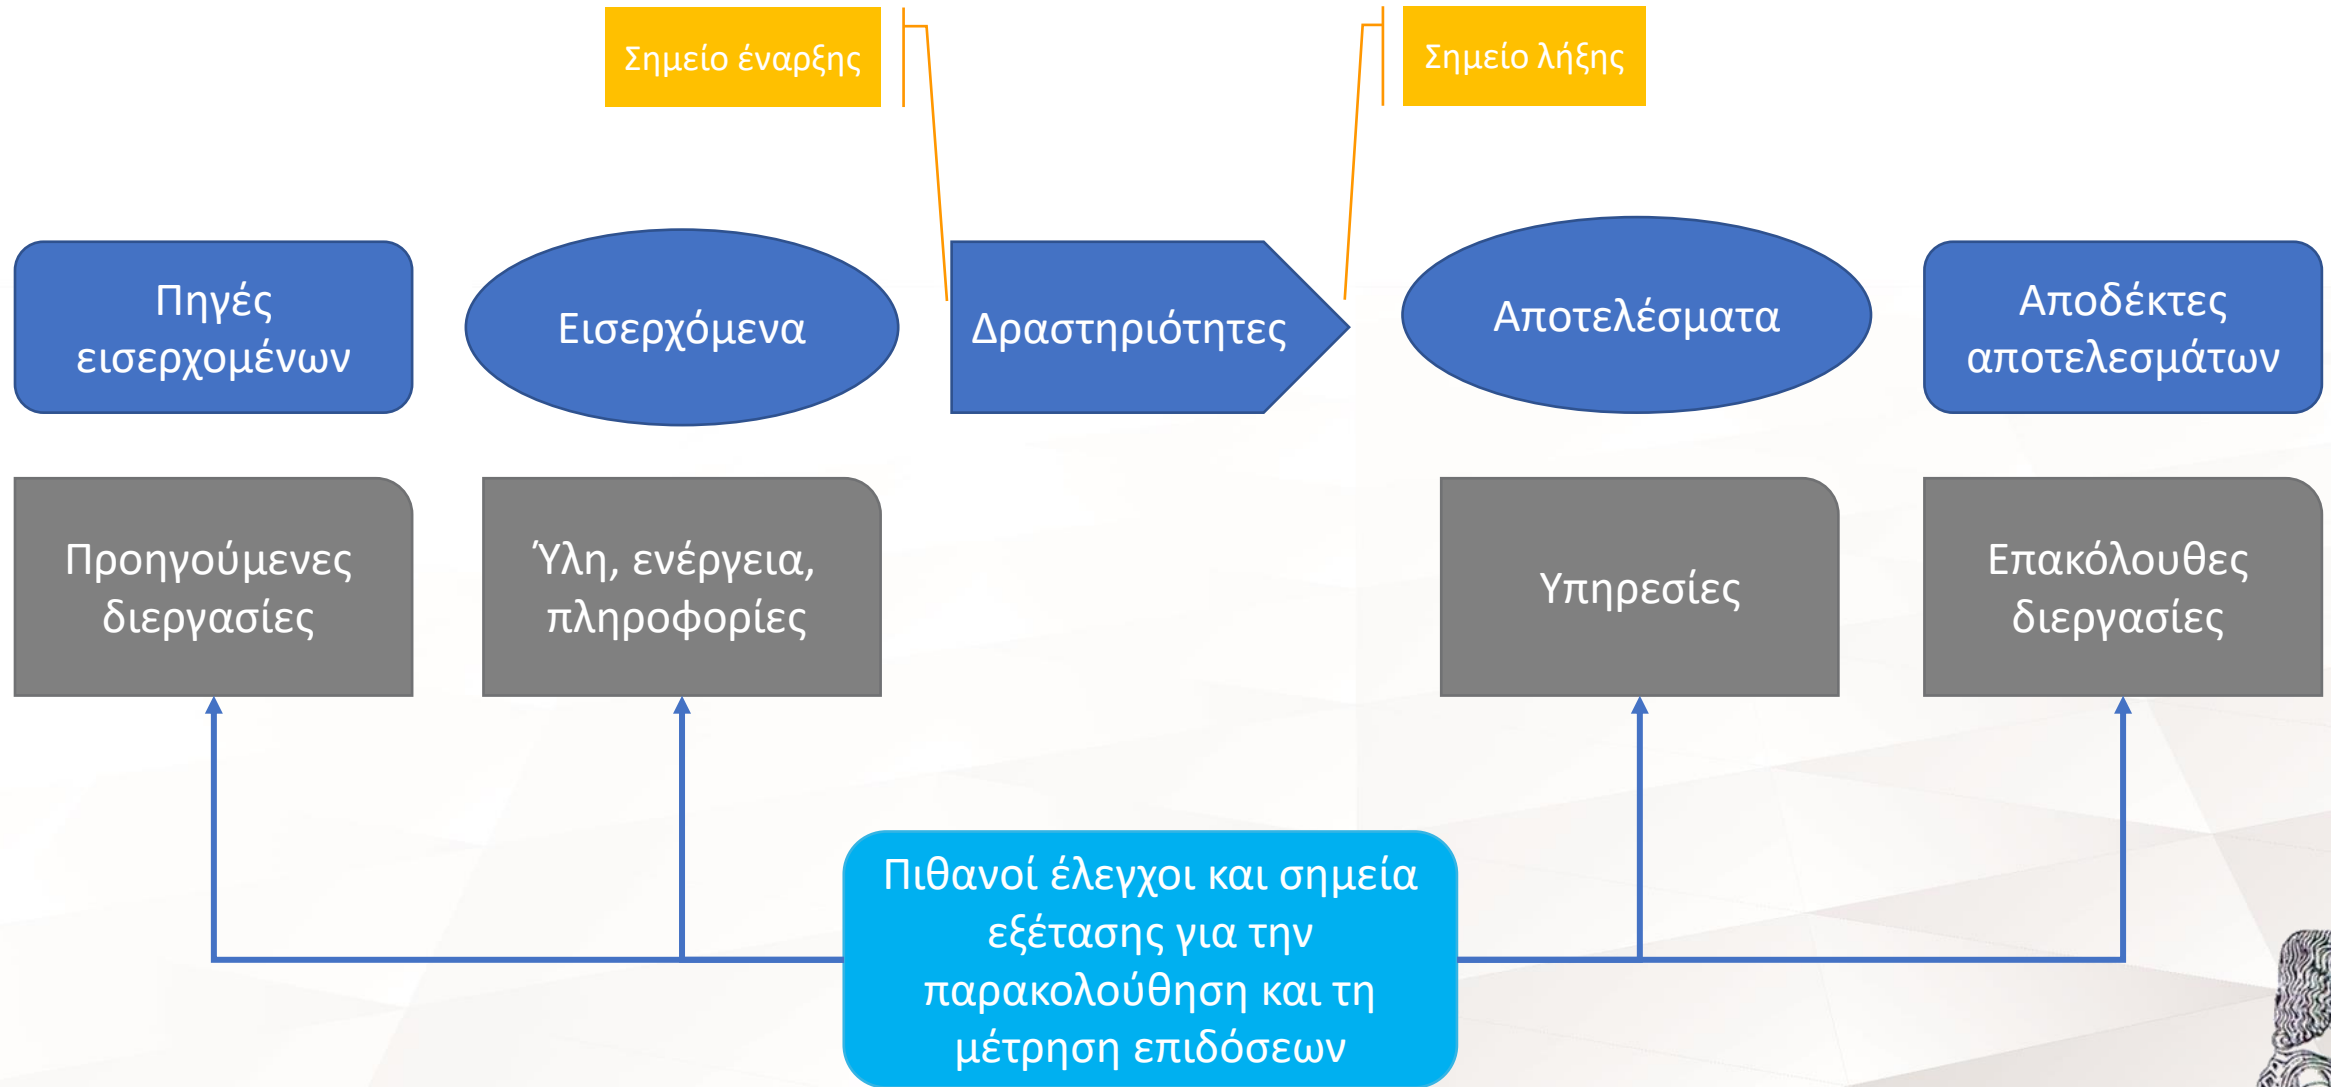 Σημείο έναρξης
Σημείο λήξης
Πηγές
εισερχομένων
Εισερχόμενα
Δραστηριότητες
Αποτελέσματα
Αποδέκτες
αποτελεσμάτων
Προηγούμενες
διεργασίες
Ύλη, ενέργεια,
πληροφορίες
Υπηρεσίες
Επακόλουθες
διεργασίες
Πιθανοί έλεγχοι και σημεία
εξέτασης για την
παρακολούθηση και τη
μέτρηση επιδόσεων